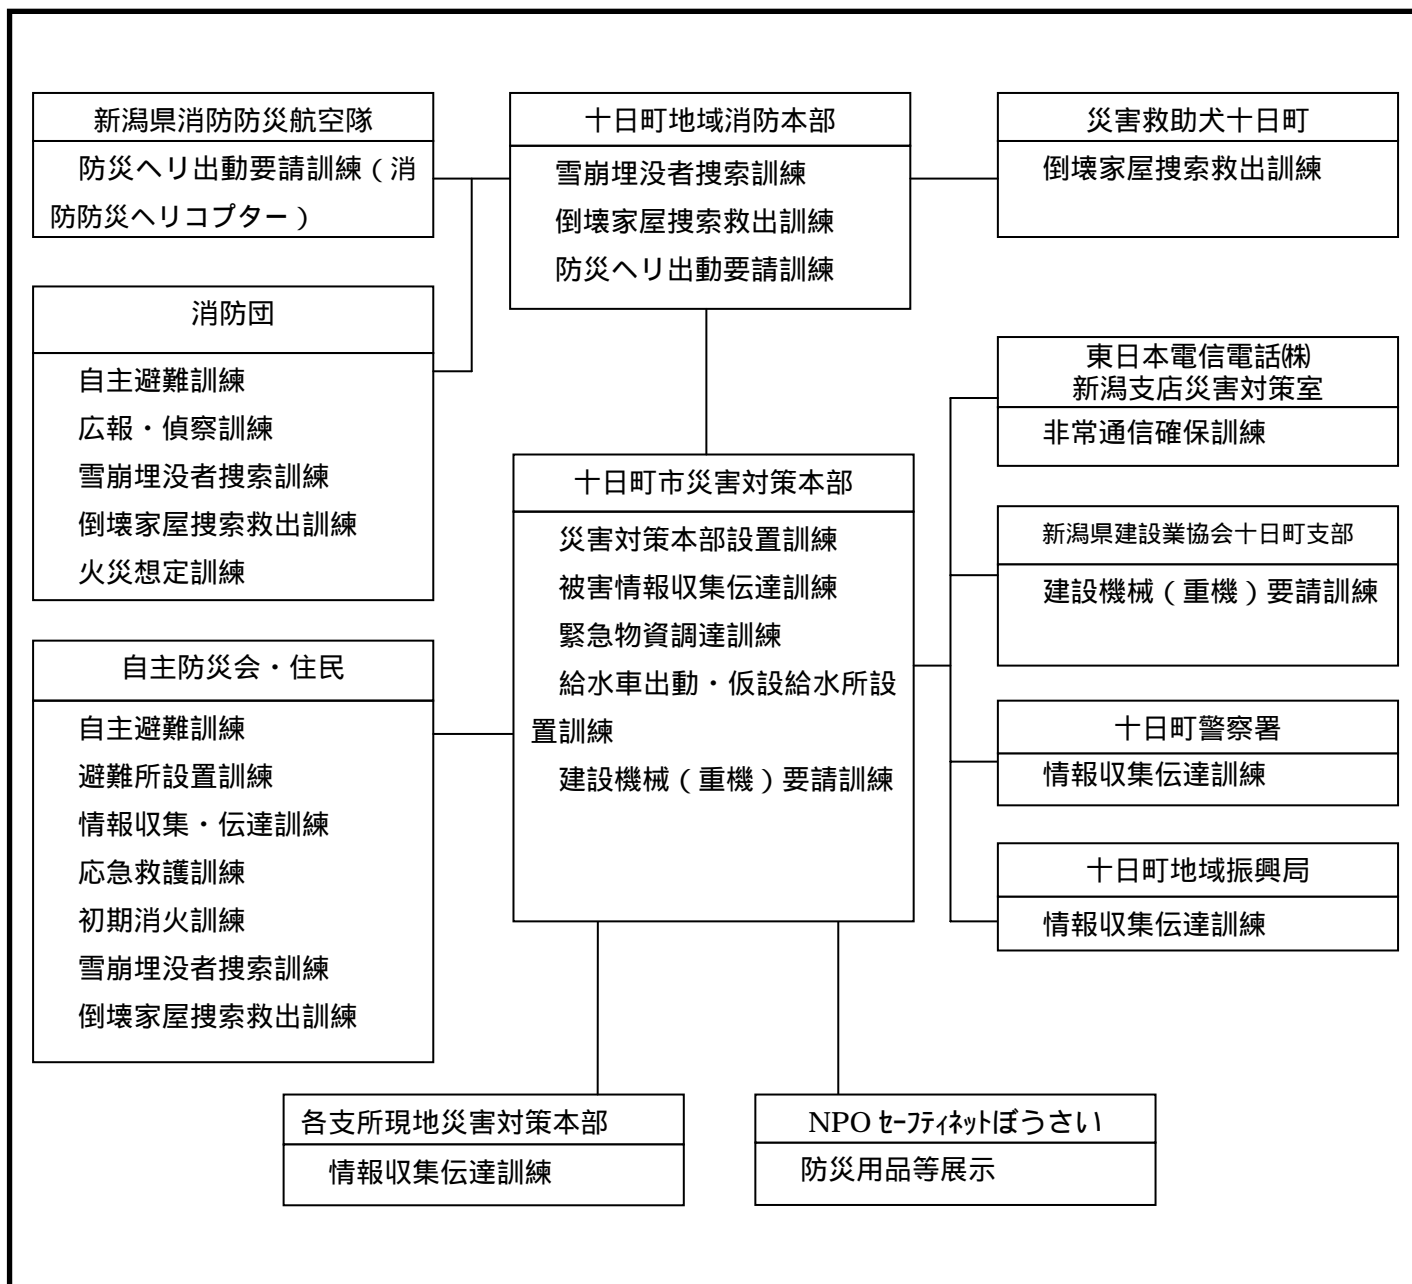 新潟県消防防災航空隊
防災ヘリ出動要請訓練（消
防防災ヘリコプター）
消防団
自主避難訓練
広報・偵察訓練
雪崩埋没者捜索訓練
倒壊家屋捜索救出訓練
火災想定訓練
自主防災会・住民
自主避難訓練
避難所設置訓練
情報収集・伝達訓練
応急救護訓練
初期消火訓練
雪崩埋没者捜索訓練
倒壊家屋捜索救出訓練
十日町地域消防本部
雪崩埋没者捜索訓練
倒壊家屋捜索救出訓練
防災ヘリ出動要請訓練
十日町市災害対策本部
災害対策本部設置訓練
被害情報収集伝達訓練
緊急物資調達訓練
給水車出動・仮設給水所設
置訓練
建設機械（重機）要請訓練
災害救助犬十日町
倒壊家屋捜索救出訓練
東日本電信電話㈱
新潟支店災害対策室
非常通信確保訓練
新潟県建設業協会十日町支部
建設機械（重機）要請訓練
十日町警察署
情報収集伝達訓練
十日町地域振興局
情報収集伝達訓練
各支所現地災害対策本部
情報収集伝達訓練
NPO ｾｰﾌﾃｨﾈｯﾄぼうさい
防災用品等展示